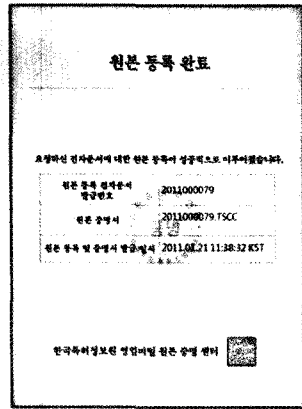 원본 등록 완료
요청하신 전자문서에 대한 원본 등록이 성공적으로 이루어졌습니다.
원본 등록 전자문서
발급번호
2011000079
원본 증명서
2011000079.TSCC
원본 등록 및 증명서 발급 일시 2011.02.21 11:38:32 KST
한국특허정보원 영업비밀 원본 증명 센터